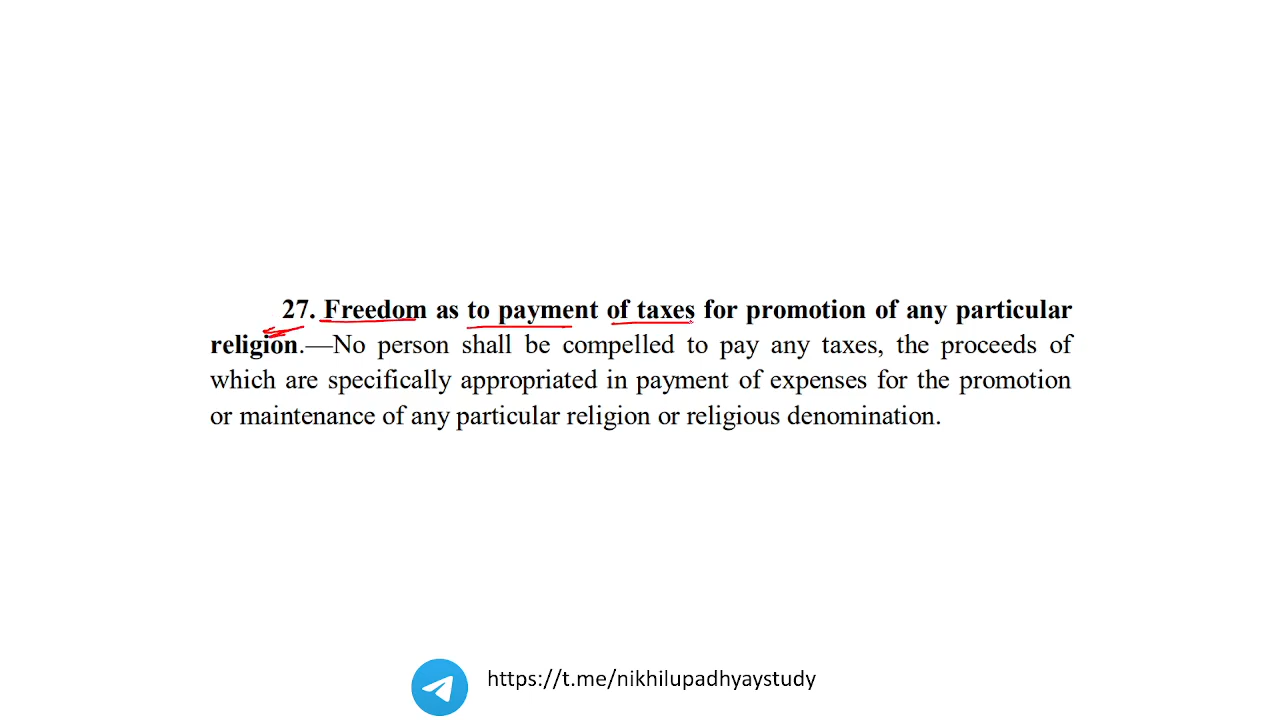 27. Freedom as to payment of taxes for promotion of any particular
religion.—No person shall be compelled to pay any taxes, the proceeds of
which are specifically appropriated in payment of expenses for the promotion
or maintenance of any particular religion or religious denomination.
https://t.me/nikhilupadhyaystudy